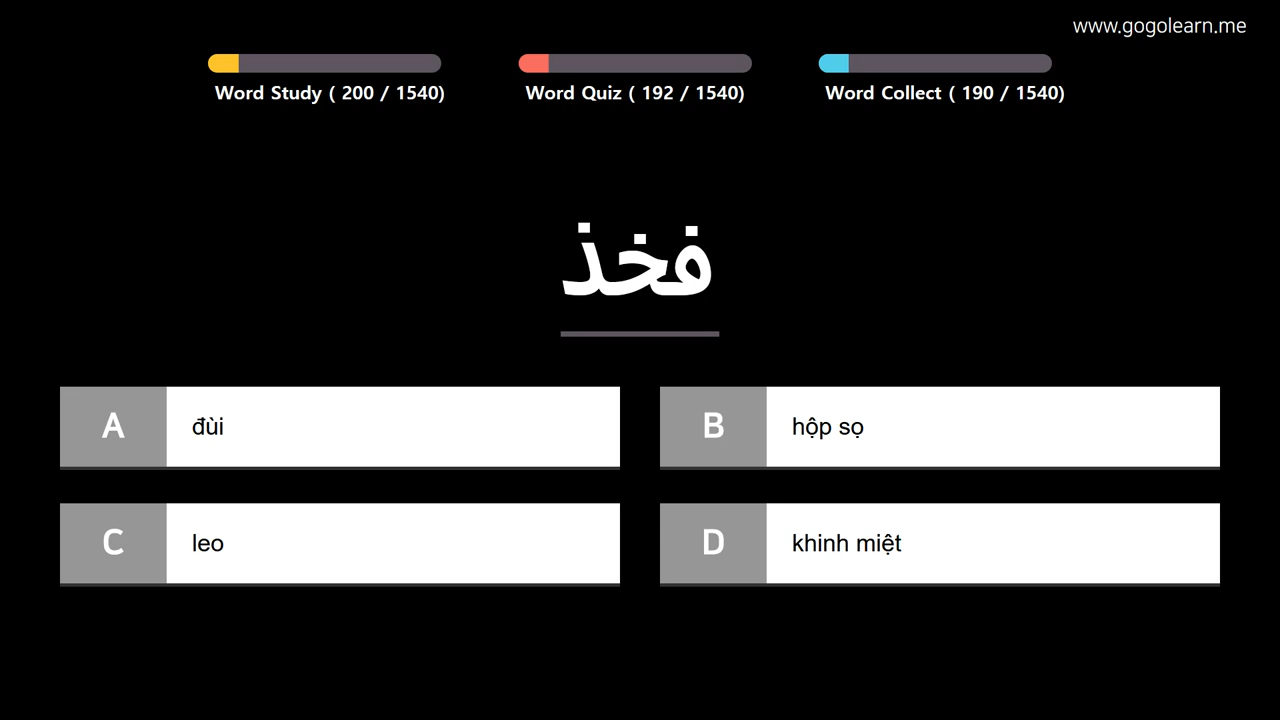 www.gogolearn.me
Word Study ( 200 / 1540)
Word Quiz ( 192 / 1540)
Word Collect ( 190 / 1540)
فخذ
A đùi
B hộp sọ
C leo
D khinh miệt